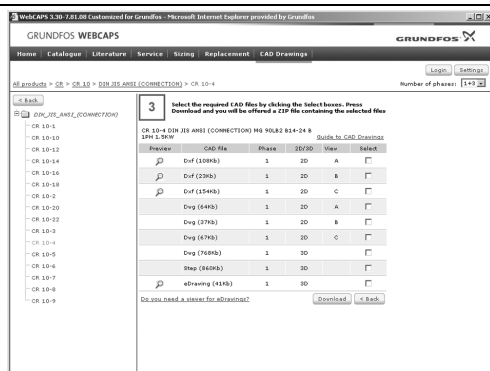 WebCAPS 3.30-7.81.08 Customized for Grundfos - Microsoft Internet Explorer provided by Grundfos
GRUNDFOS WEBCAPS
GRUNDFOS
Home Catalogue Literature Service Sizing Replacement CAD Drawings
Login Settings
All products > CR > CR 10 > DIN JIS ANSI (CONNECTION) > CR 10-4
Number of phases: 1+3
< Back
DIN_JIS_ANSI_(CONNECTION)
CR 10-1
CR 10-10
CR 10-12
CR 10-14
CR 10-16
CR 10-18
CR 10-2
CR 10-20
CR 10-22
CR 10-3
CR 10-4
CR 10-5
CR 10-6
CR 10-7
CR 10-8
CR 10-9
3
Select the required CAD files by clicking the Select boxes. Press
Download and you will be offered a ZIP file containing the selected files
CR 10-4 DIN JIS ANSI (CONNECTION) MG 90LB2 B14-24 B
1PH 1.5KW
Guide to CAD Drawings
Preview CAD file Phase 2D/3D View Select
Dxf (108Kb) 1 2D A
Dxf (23Kb) 1 2D B
Dxf (154Kb) 1 2D C
Dwg (64Kb) 1 2D A
Dwg (37Kb) 1 2D B
Dwg (67Kb) 1 2D C
Dwg (768Kb) 1 3D
Step (860Kb) 1 3D
eDrawing (41Kb) 1 3D
Do you need a viewer for eDrawings?
Download < Back